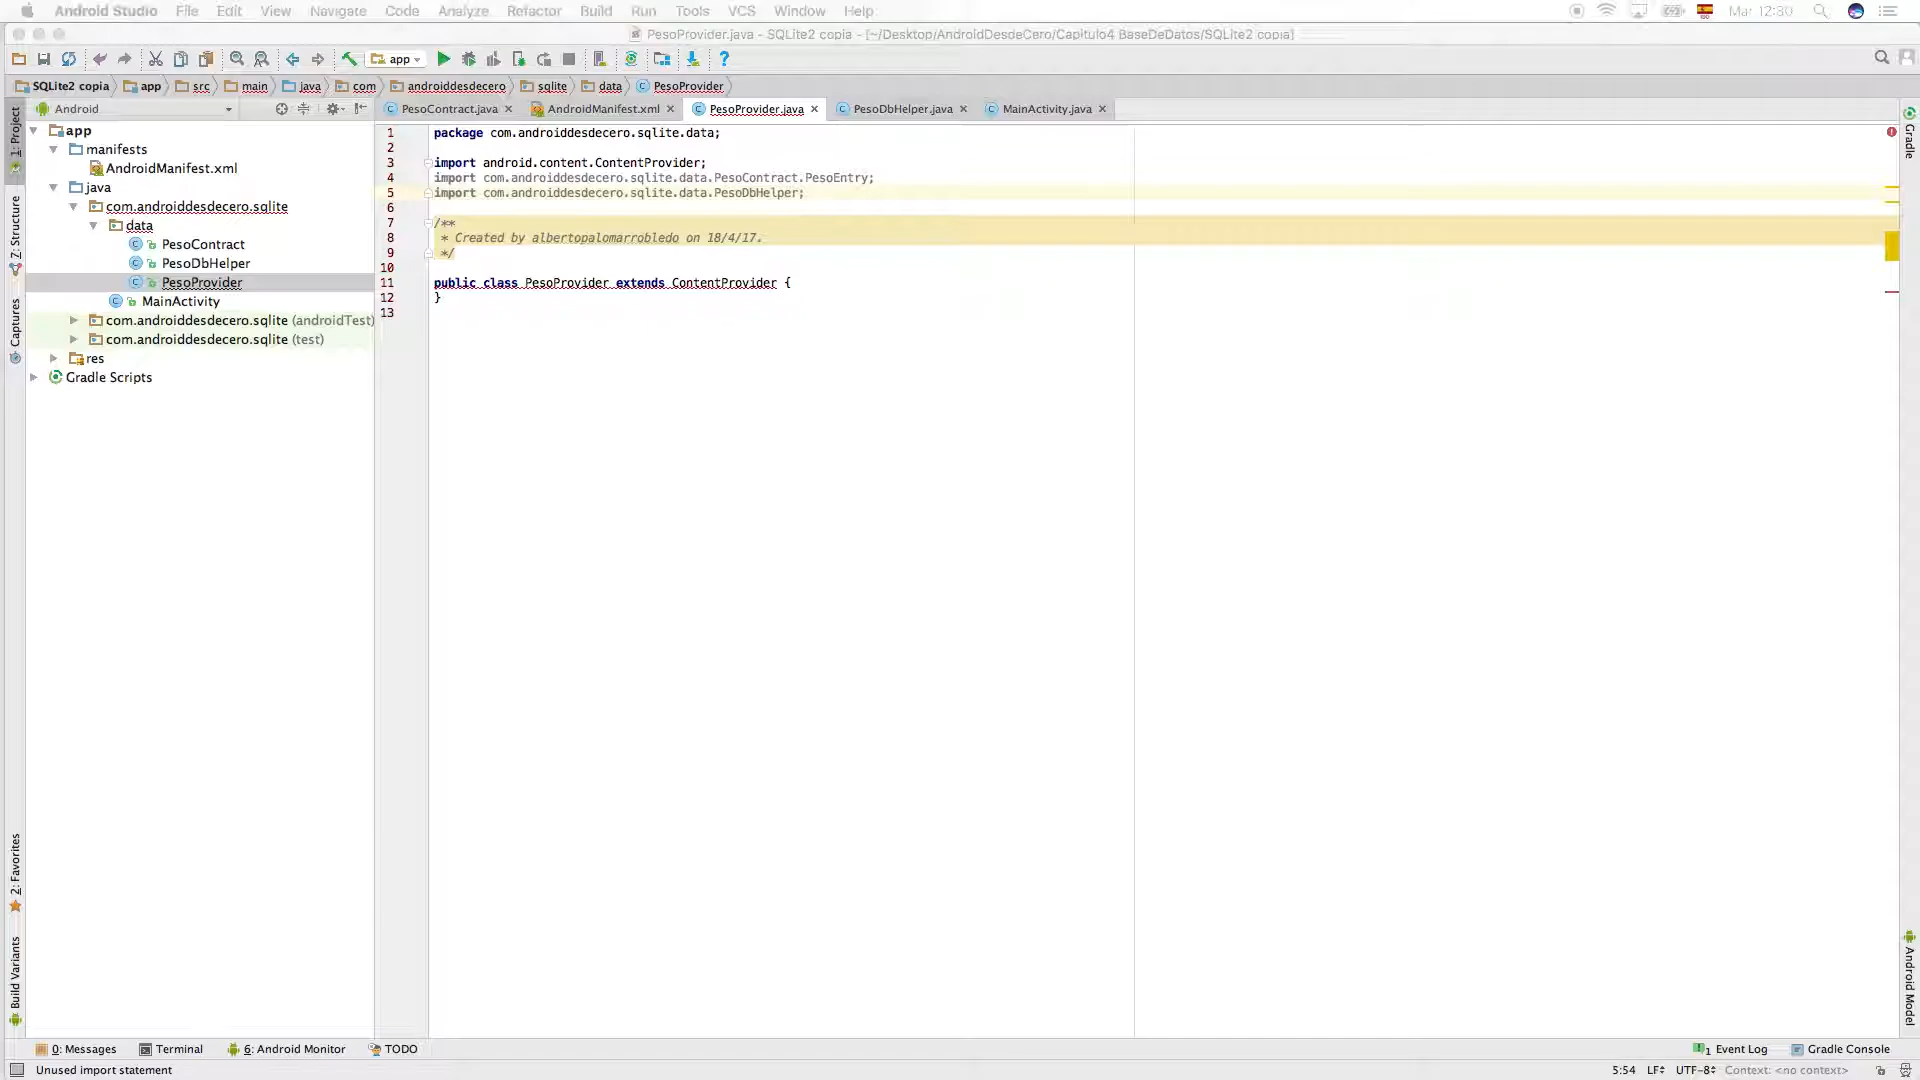 Android Studio File Edit View Navigate Code Analyze Refactor Build Run Tools VCS Window Help Mar 12:30
PesoProvider.java - SQLite2 copia - [~/Desktop/AndroidDesdeCero/Capitulo4 BaseDeDatos/SQLite2 copia]
app
SQLite2 copia app src main java com androiddesdecero sqlite data PesoProvider
Android
PesoContract.java AndroidManifest.xml PesoProvider.java PesoDbHelper.java MainActivity.java
app
manifests
AndroidManifest.xml
java
com.androiddesdecero.sqlite
data
PesoContract
PesoDbHelper
PesoProvider
MainActivity
com.androiddesdecero.sqlite (androidTest)
com.androiddesdecero.sqlite (test)
res
Gradle Scripts
1 package com.androiddesdecero.sqlite.data;
2
3 import android.content.ContentProvider;
4 import com.androiddesdecero.sqlite.data.PesoContract.PesoEntry;
5 import com.androiddesdecero.sqlite.data.PesoDbHelper;
6
7 /**
8 * Created by albertopalomarrobledo on 18/4/17.
9 */
10
11 public class PesoProvider extends ContentProvider {
12 }
13
1: Project
7: Structure
Captures
2: Favorites
Build Variants
Gradle
Android Model
0: Messages Terminal 6: Android Monitor TODO 1 Event Log Gradle Console
Unused import statement 5:54 LF UTF-8 Context: <no context>